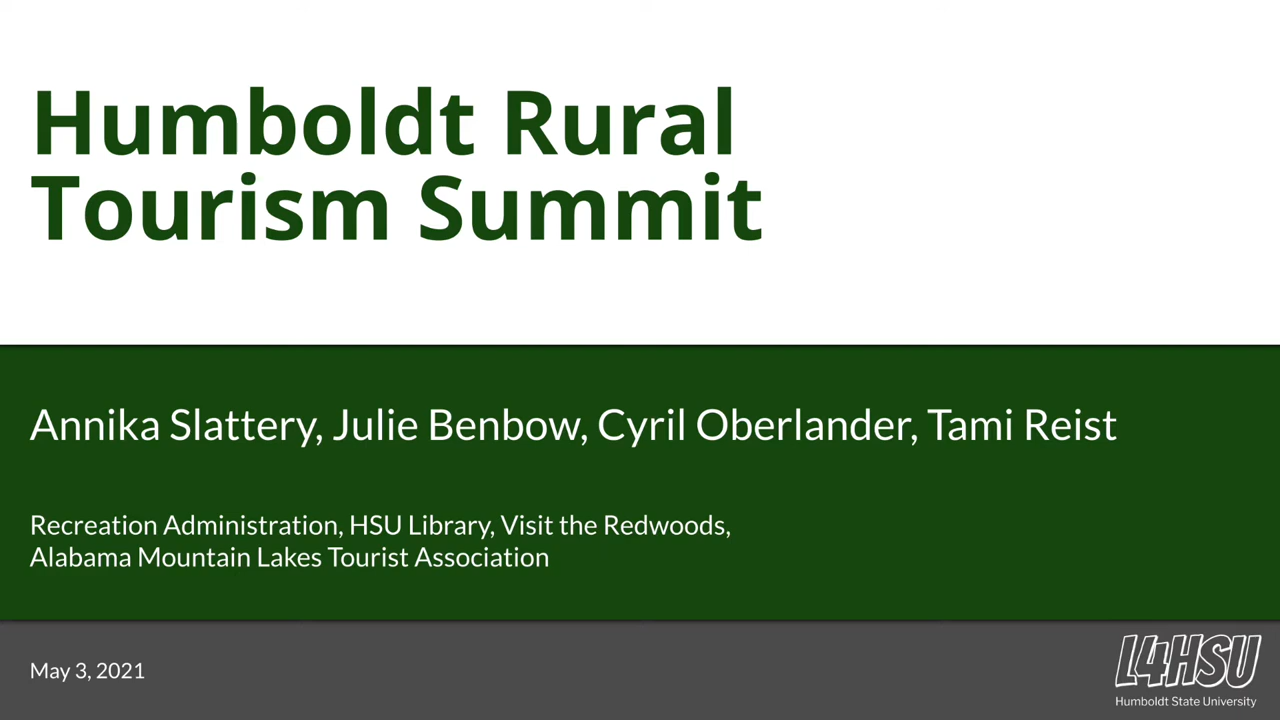 Humboldt Rural
Tourism Summit
Annika Slattery, Julie Benbow, Cyril Oberlander, Tami Reist
Recreation Administration, HSU Library, Visit the Redwoods,
Alabama Mountain Lakes Tourist Association
May 3, 2021
L4HSU
Humboldt State University